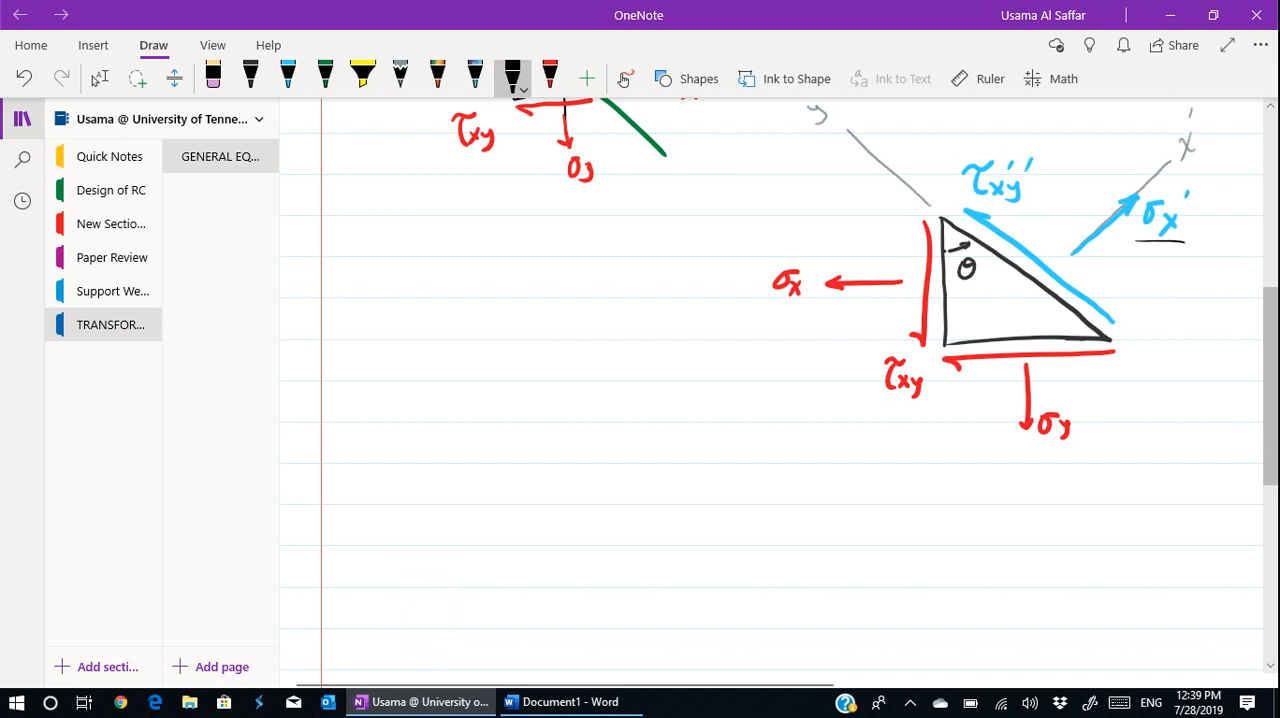 OneNote
Usama Al Saffar
Home Insert Draw View Help
Share
Shapes Ink to Shape Ink to Text Ruler Math
Usama @ University of Tenne...
Quick Notes
Design of RC
New Sectio...
Paper Review
Support We...
TRANSFOR...
GENERAL EQ...
τxy
σy
y
x'
τx'y'
σx'
θ
σx
τxy
σy
Add secti... Add page
Usama @ University o... Document1 - Word
ENG
12:39 PM
7/28/2019